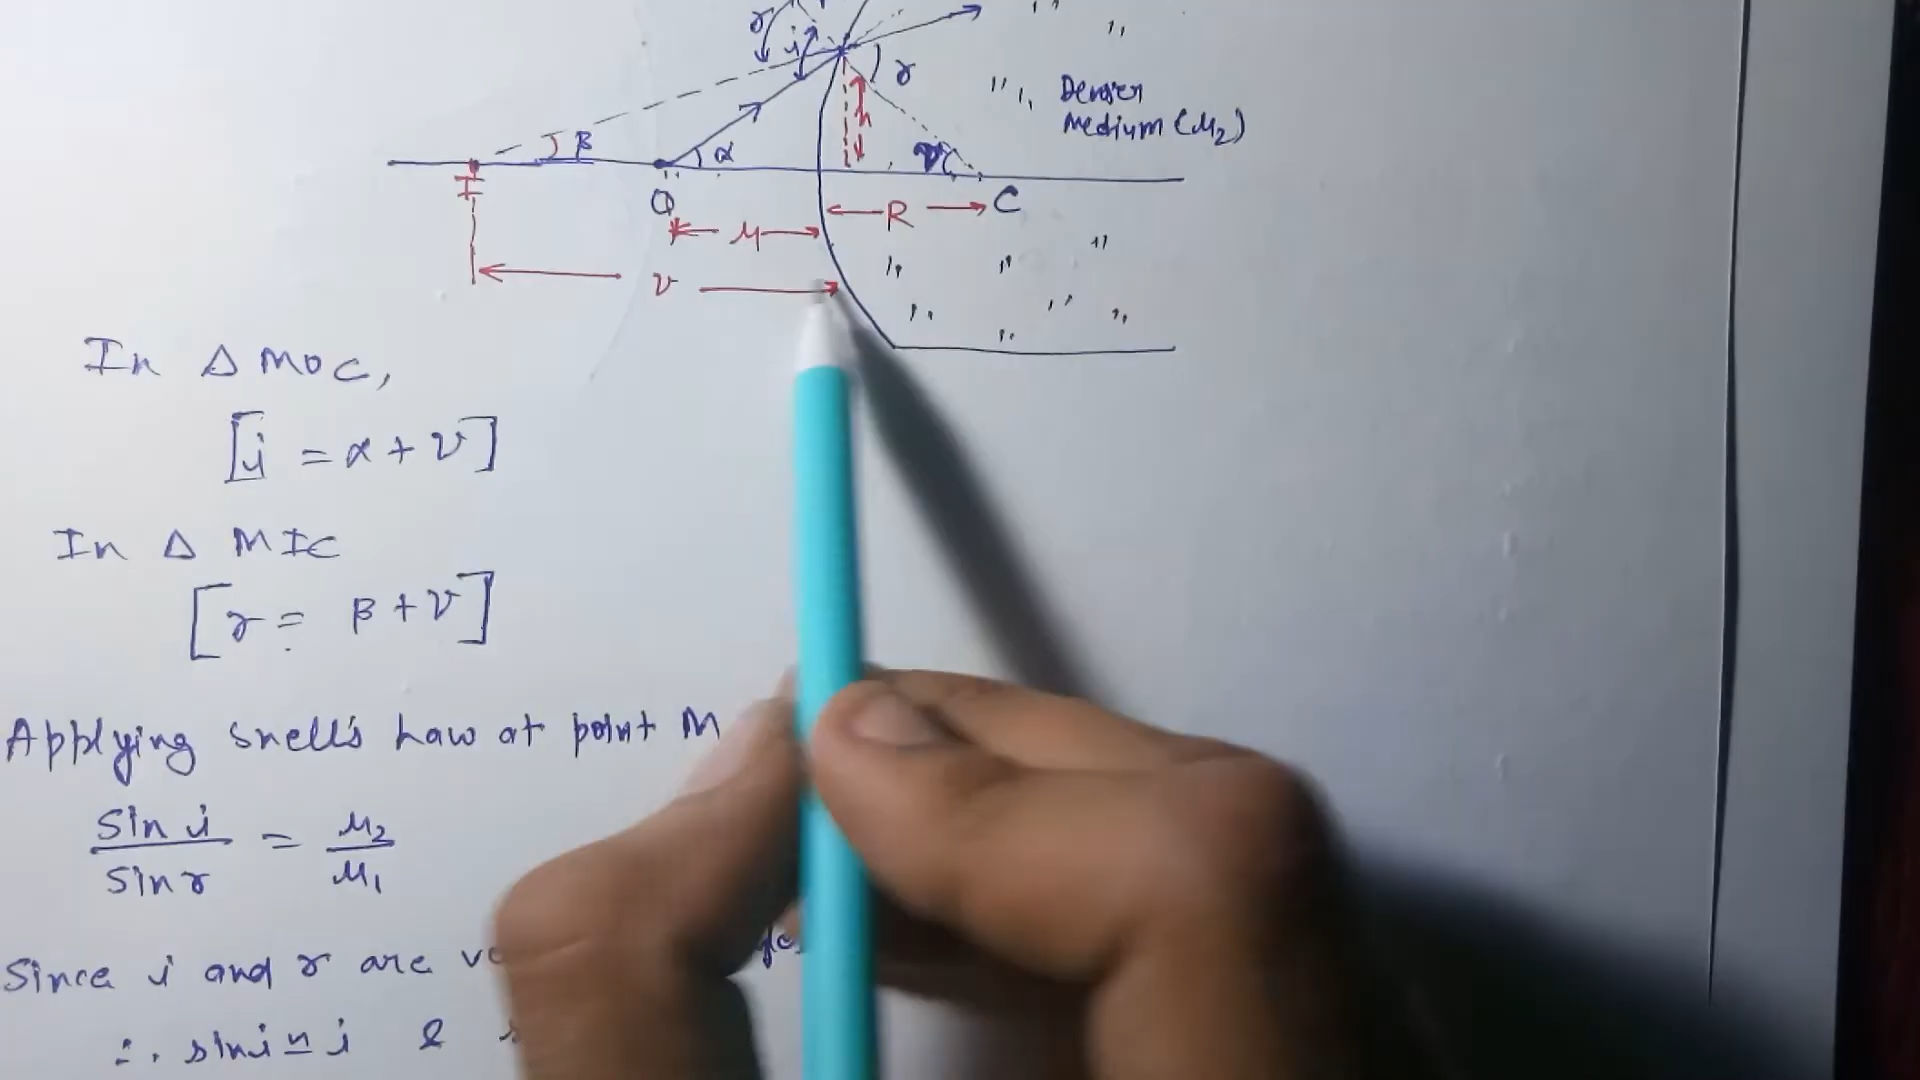 r i
r
h
Denser
Medium (μ2)
β α ν
I O R C
μ
v
In Δ MOC,
[i = α + ν]
In Δ MIC
[r = β + ν]
Applying snell's Law at point M
sin i / sin r = μ2 / μ1
Since i and r are
∴ sin i ≃ i &